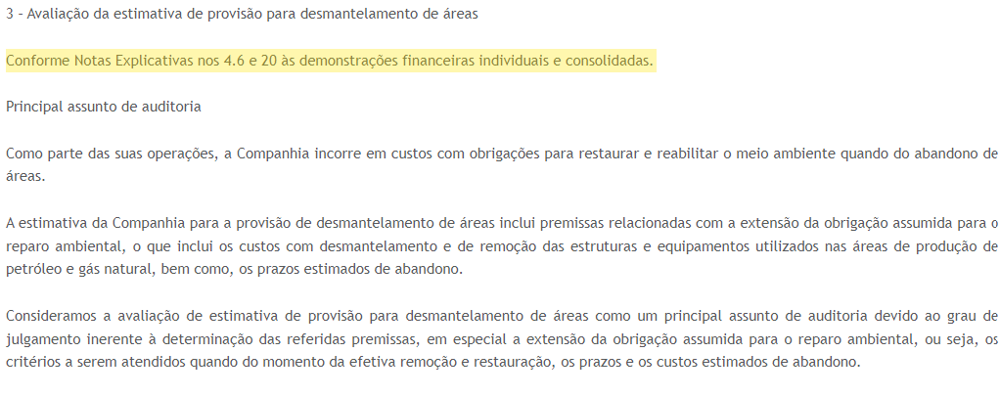 3 – Avaliação da estimativa de provisão para desmantelamento de áreas
Conforme Notas Explicativas nos 4.6 e 20 às demonstrações financeiras individuais e consolidadas.
Principal assunto de auditoria
Como parte das suas operações, a Companhia incorre em custos com obrigações para restaurar e reabilitar o meio ambiente quando do abandono de
áreas.
A estimativa da Companhia para a provisão de desmantelamento de áreas inclui premissas relacionadas com a extensão da obrigação assumida para o
reparo ambiental, o que inclui os custos com desmantelamento e de remoção das estruturas e equipamentos utilizados nas áreas de produção de
petróleo e gás natural, bem como, os prazos estimados de abandono.
Consideramos a avaliação de estimativa de provisão para desmantelamento de áreas como um principal assunto de auditoria devido ao grau de
julgamento inerente à determinação das referidas premissas, em especial a extensão da obrigação assumida para o reparo ambiental, ou seja, os
critérios a serem atendidos quando do momento da efetiva remoção e restauração, os prazos e os custos estimados de abandono.